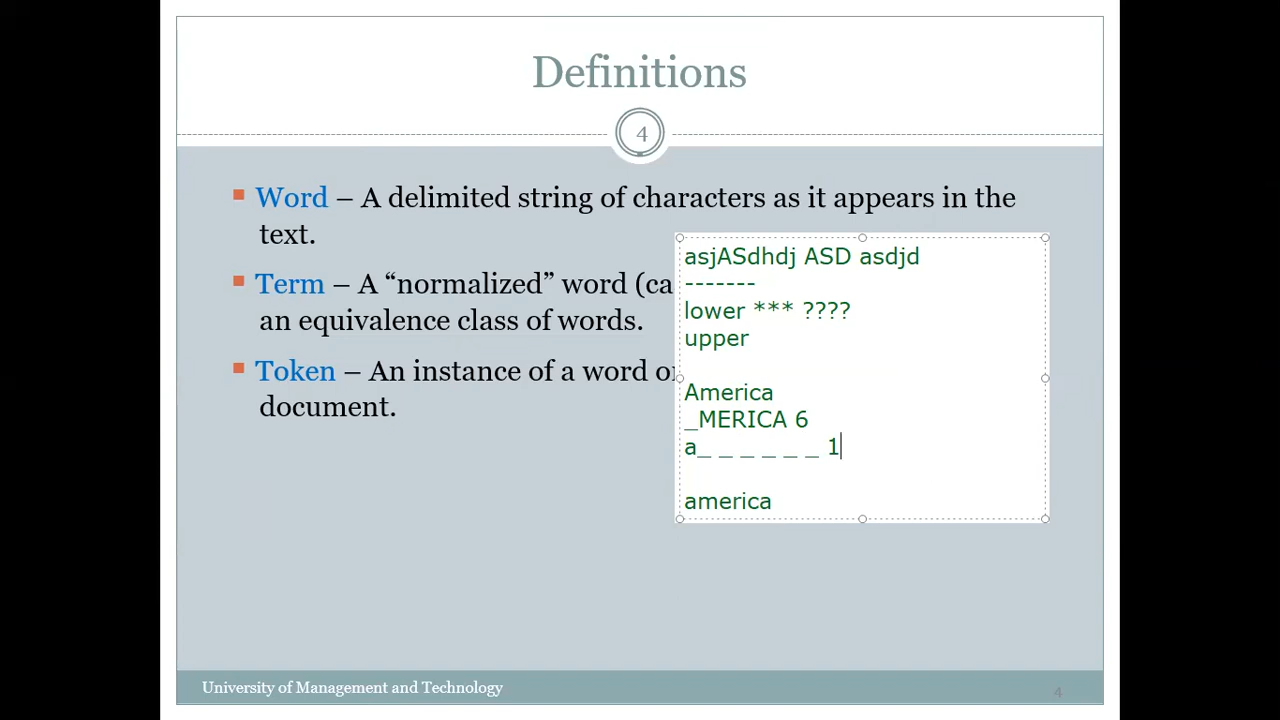 Definitions
4
Word – A delimited string of characters as it appears in the
text.
Term – A “normalized” word (ca
an equivalence class of words.
Token – An instance of a word o
document.
asjASdhdj ASD asdjd
-------
lower *** ????
upper
America
_MERICA 6
a_ _ _ _ _ _ 1
america
University of Management and Technology
4